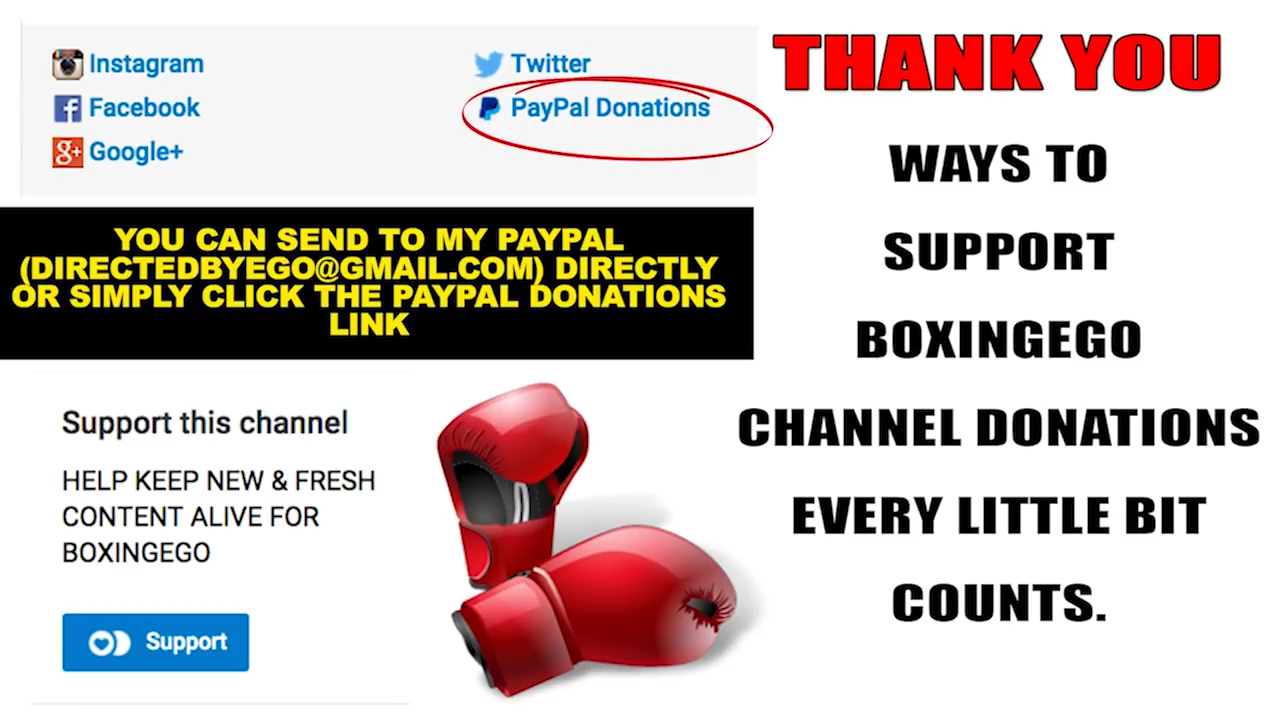 Instagram
Twitter
Facebook
PayPal Donations
Google+
YOU CAN SEND TO MY PAYPAL
(DIRECTEDBYEGO@GMAIL.COM) DIRECTLY
OR SIMPLY CLICK THE PAYPAL DONATIONS
LINK
Support this channel
HELP KEEP NEW & FRESH
CONTENT ALIVE FOR
BOXINGEGO
Support
THANK YOU
WAYS TO
SUPPORT
BOXINGEGO
CHANNEL DONATIONS
EVERY LITTLE BIT
COUNTS.